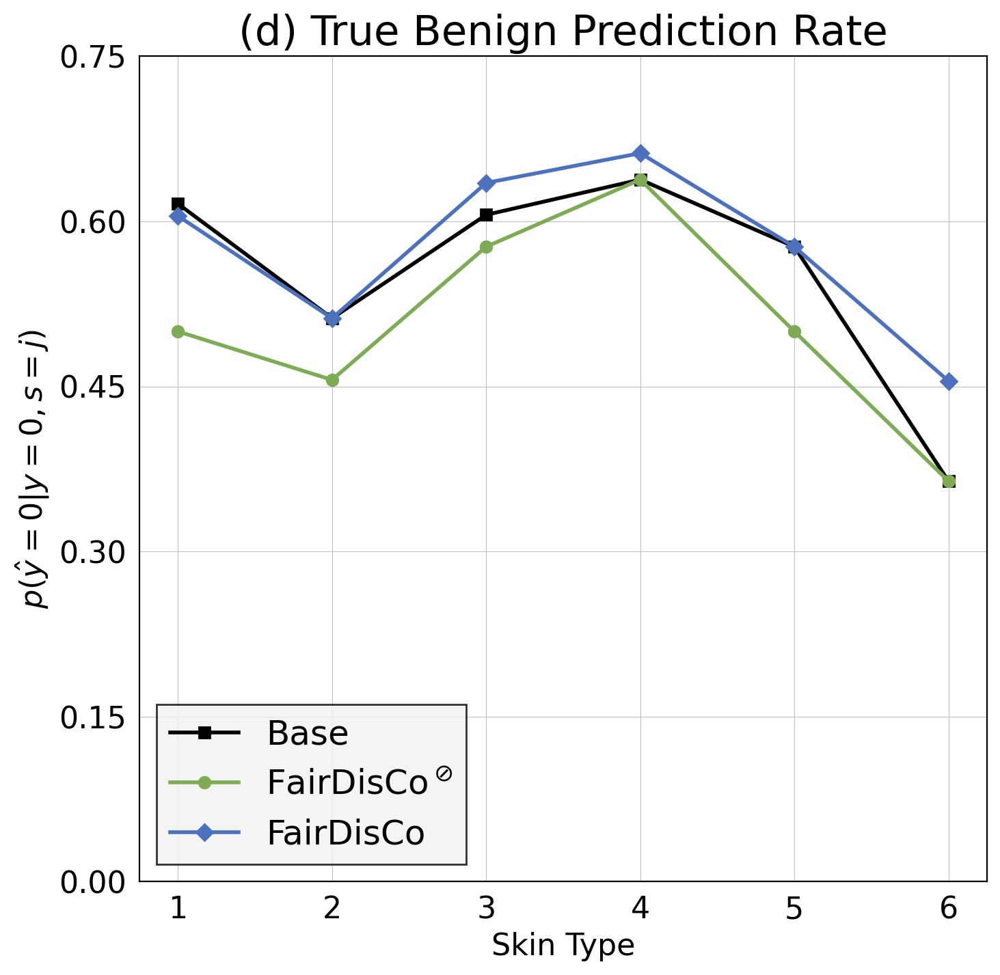 (d) True Benign Prediction Rate
0.75
0.60
0.45
0.30
0.15
0.00
p(ŷ = 0|y = 0, s = j)
Base
FairDisCo⊘
FairDisCo
1 2 3 4 5 6
Skin Type